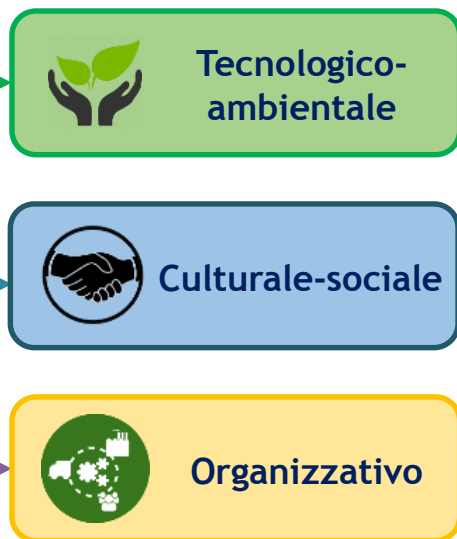 Tecnologico-
ambientale
Culturale-sociale
Organizzativo